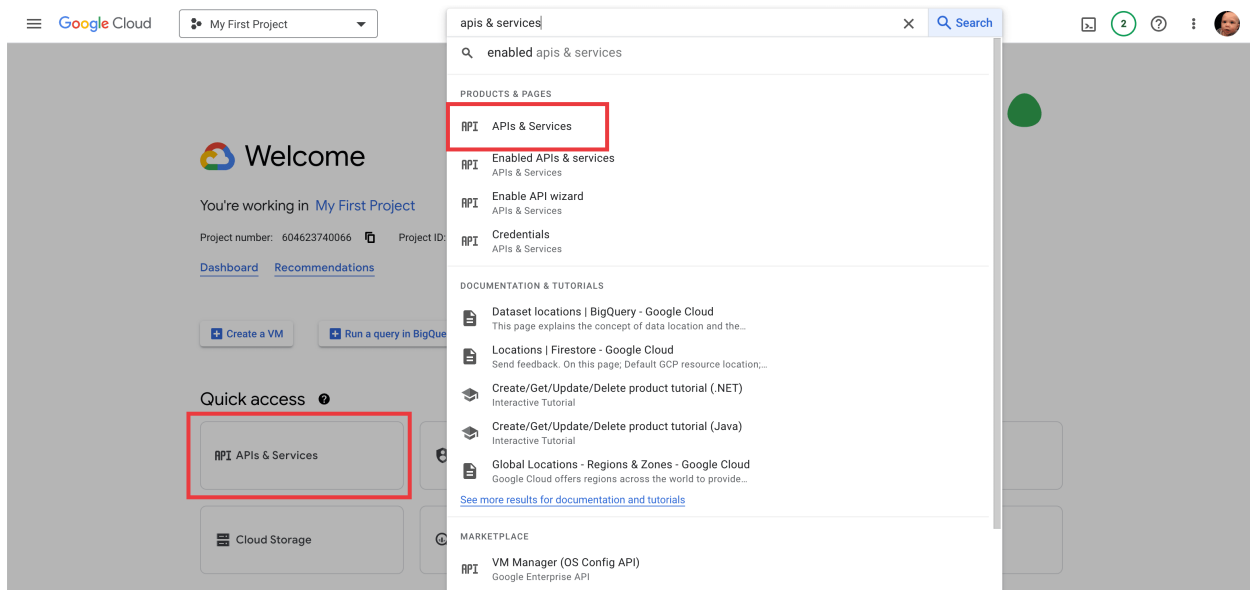 Google Cloud
My First Project
apis & services
Search
2
enabled apis & services
PRODUCTS & PAGES
API APIs & Services
API Enabled APIs & services
APIs & Services
API Enable API wizard
APIs & Services
API Credentials
APIs & Services
DOCUMENTATION & TUTORIALS
Dataset locations | BigQuery - Google Cloud
This page explains the concept of data location and the...
Locations | Firestore - Google Cloud
Send feedback. On this page; Default GCP resource location;...
Create/Get/Update/Delete product tutorial (.NET)
Interactive Tutorial
Create/Get/Update/Delete product tutorial (Java)
Interactive Tutorial
Global Locations - Regions & Zones - Google Cloud
Google Cloud offers regions across the world to provide...
See more results for documentation and tutorials
MARKETPLACE
API VM Manager (OS Config API)
Google Enterprise API
Welcome
You're working in My First Project
Project number: 604623740066 Project ID:
Dashboard Recommendations
Create a VM Run a query in BigQue
Quick access
API APIs & Services
Cloud Storage